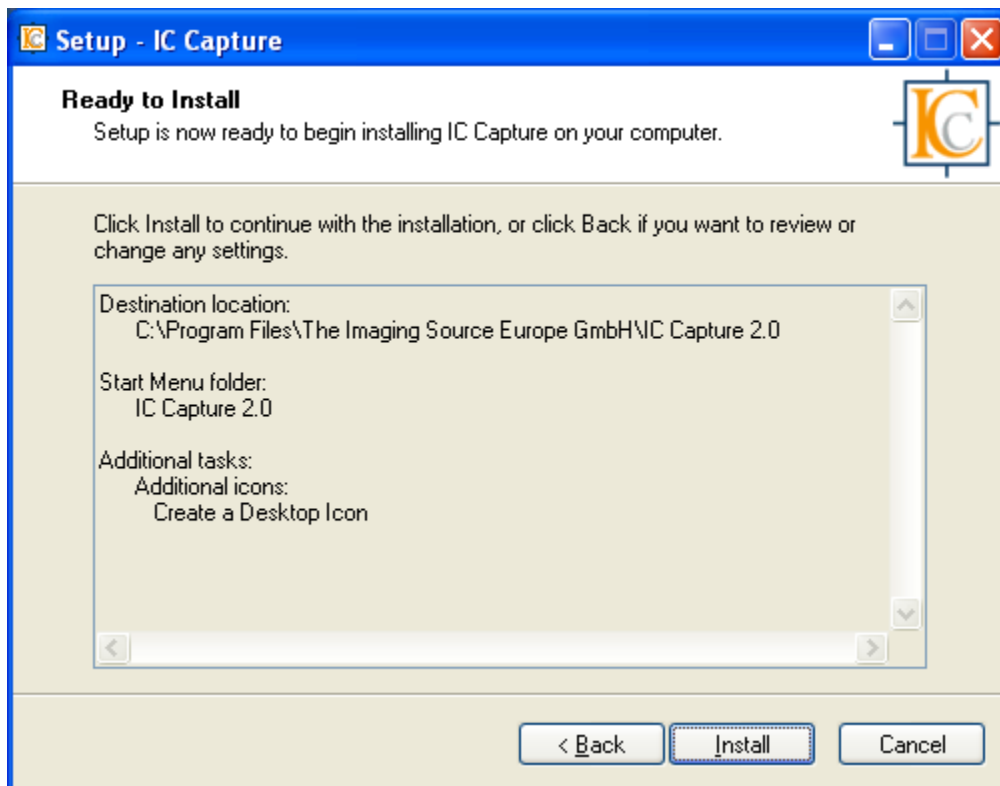 Setup - IC Capture
Ready to Install
Setup is now ready to begin installing IC Capture on your computer.
Click Install to continue with the installation, or click Back if you want to review or
change any settings.
Destination location:
C:\Program Files\The Imaging Source Europe GmbH\IC Capture 2.0
Start Menu folder:
IC Capture 2.0
Additional tasks:
Additional icons:
Create a Desktop Icon
< Back
Install
Cancel